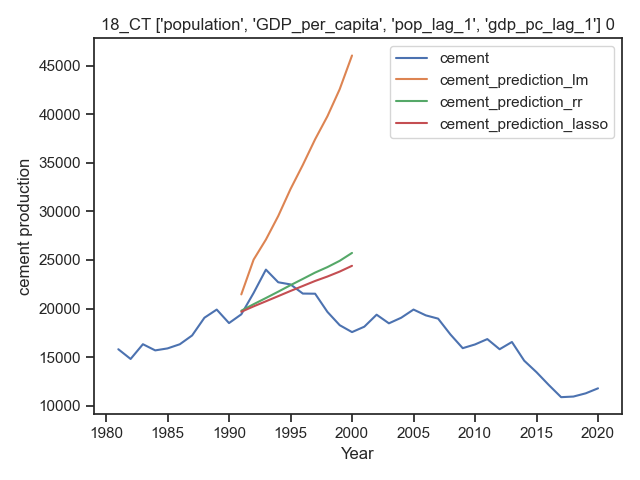 18_CT ['population', 'GDP_per_capita', 'pop_lag_1', 'gdp_pc_lag_1'] 0
cement
cement_prediction_lm
cement_prediction_rr
cement_prediction_lasso
cement production
45000
40000
35000
30000
25000
20000
15000
10000
1980 1985 1990 1995 2000 2005 2010 2015 2020
Year